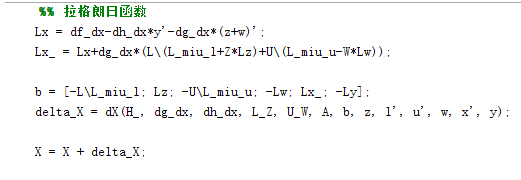 %% 拉格朗日函数
Lx = df_dx-dh_dx*y'-dg_dx*(z+w)';
Lx_ = Lx+dg_dx*(L\(L_miu_l+Z*Lz)+U\(L_miu_u-W*Lw));
b = [-L\L_miu_l; Lz; -U\L_miu_u; -Lw; Lx_; -Ly];
delta_X = dX(H_, dg_dx, dh_dx, L_Z, U_W, A, b, z, l', u', w, x', y);
X = X + delta_X;